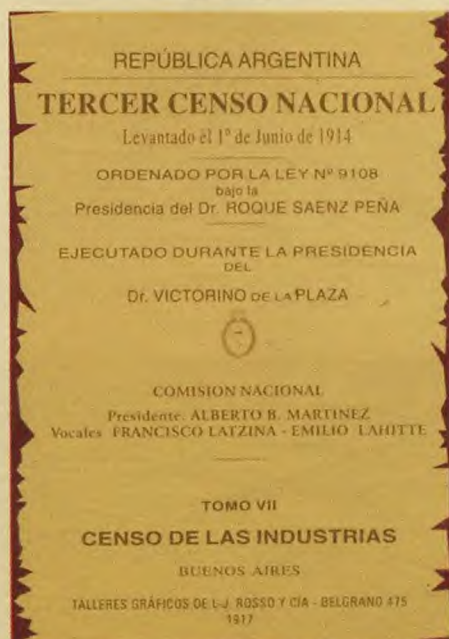 REPÚBLICA ARGENTINA
TERCER CENSO NACIONAL
Levantado el 1º de Junio de 1914
ORDENADO POR LA LEY Nº 9108
bajo la
Presidencia del Dr. ROQUE SAENZ PEÑA
EJECUTADO DURANTE LA PRESIDENCIA
DEL
Dr. VICTORINO DE LA PLAZA
COMISION NACIONAL
Presidente. ALBERTO B. MARTINEZ
Vocales FRANCISCO LATZINA - EMILIO LAHITTE
TOMO VII
CENSO DE LAS INDUSTRIAS
BUENOS AIRES
TALLERES GRÁFICOS DE L.J. ROSSO Y CÍA - BELGRANO 475
1917